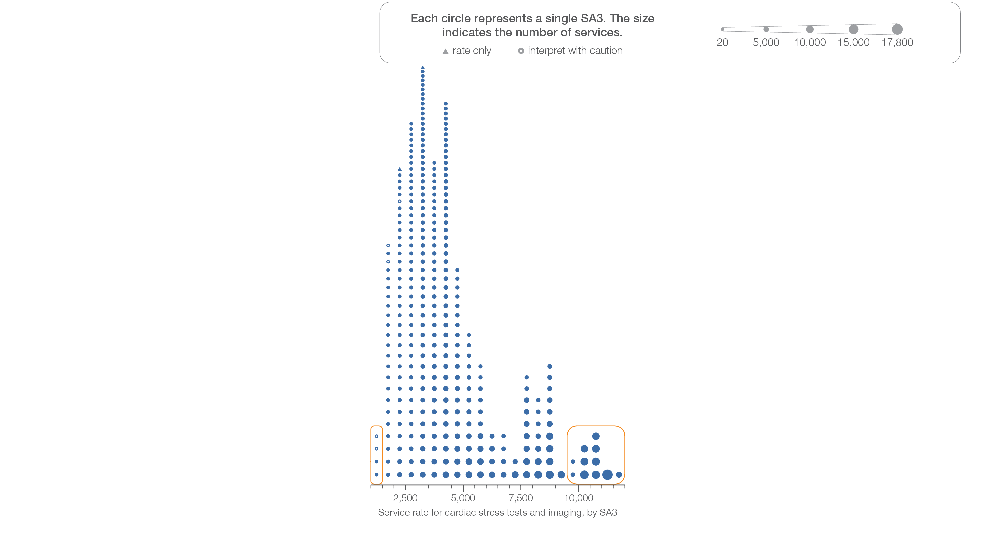 Each circle represents a single SA3. The size
indicates the number of services.
rate only interpret with caution
20 5,000 10,000 15,000 17,800
2,500 5,000 7,500 10,000
Service rate for cardiac stress tests and imaging, by SA3